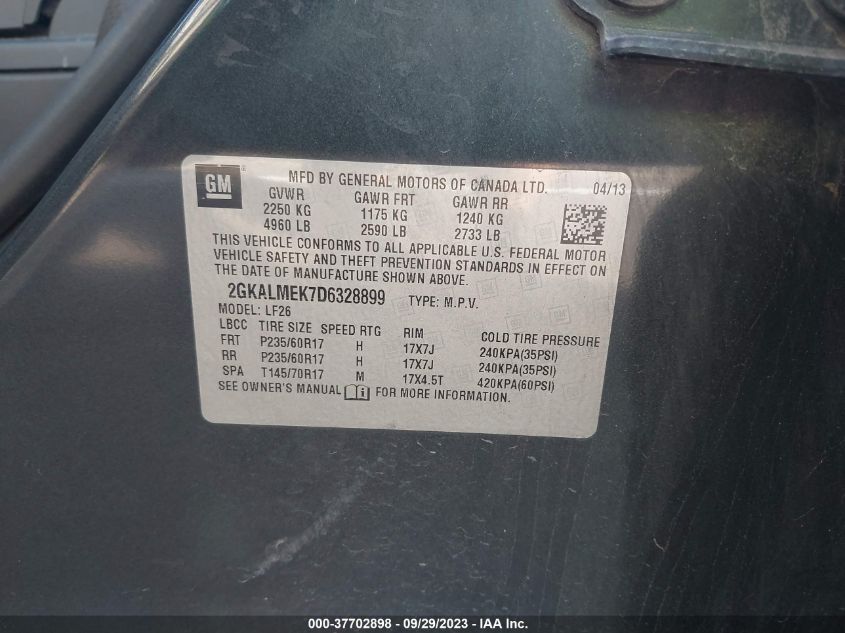 GM ® MFD BY GENERAL MOTORS OF CANADA LTD. 04/13
GVWR GAWR FRT GAWR RR
2250 KG 1175 KG 1240 KG
4960 LB 2590 LB 2733 LB
THIS VEHICLE CONFORMS TO ALL APPLICABLE U.S. FEDERAL MOTOR
VEHICLE SAFETY AND THEFT PREVENTION STANDARDS IN EFFECT ON
THE DATE OF MANUFACTURE SHOWN ABOVE.
2GKALMEK7D6328899 TYPE: M.P.V.
MODEL: LF26
LBCC TIRE SIZE SPEED RTG RIM COLD TIRE PRESSURE
FRT P235/60R17 H 17X7J 240KPA(35PSI)
RR P235/60R17 H 17X7J 240KPA(35PSI)
SPA T145/70R17 M 17X4.5T 420KPA(60PSI)
SEE OWNER'S MANUAL FOR MORE INFORMATION.
000-37702898 - 09/29/2023 - IAA Inc.